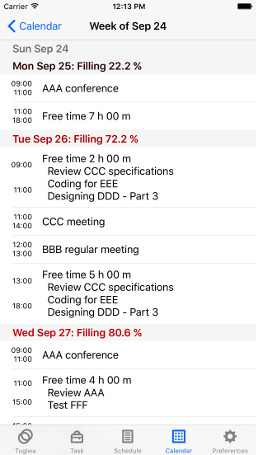 Carrier 12:13 PM
Calendar Week of Sep 24
Sun Sep 24
Mon Sep 25: Filling 22.2 %
09:00
11:00
AAA conference
11:00
18:00
Free time 7 h 00 m
Tue Sep 26: Filling 72.2 %
09:00
11:00
Free time 2 h 00 m
Review CCC specifications
Coding for EEE
Designing DDD - Part 3
11:00
14:00
CCC meeting
12:00
13:00
BBB regular meeting
13:00
18:00
Free time 5 h 00 m
Review CCC specifications
Coding for EEE
Designing DDD - Part 3
Wed Sep 27: Filling 80.6 %
09:00
11:00
AAA conference
11:00
15:00
Free time 4 h 00 m
Review AAA
Test FFF
Tugiea Task Schedule Calendar Preferences